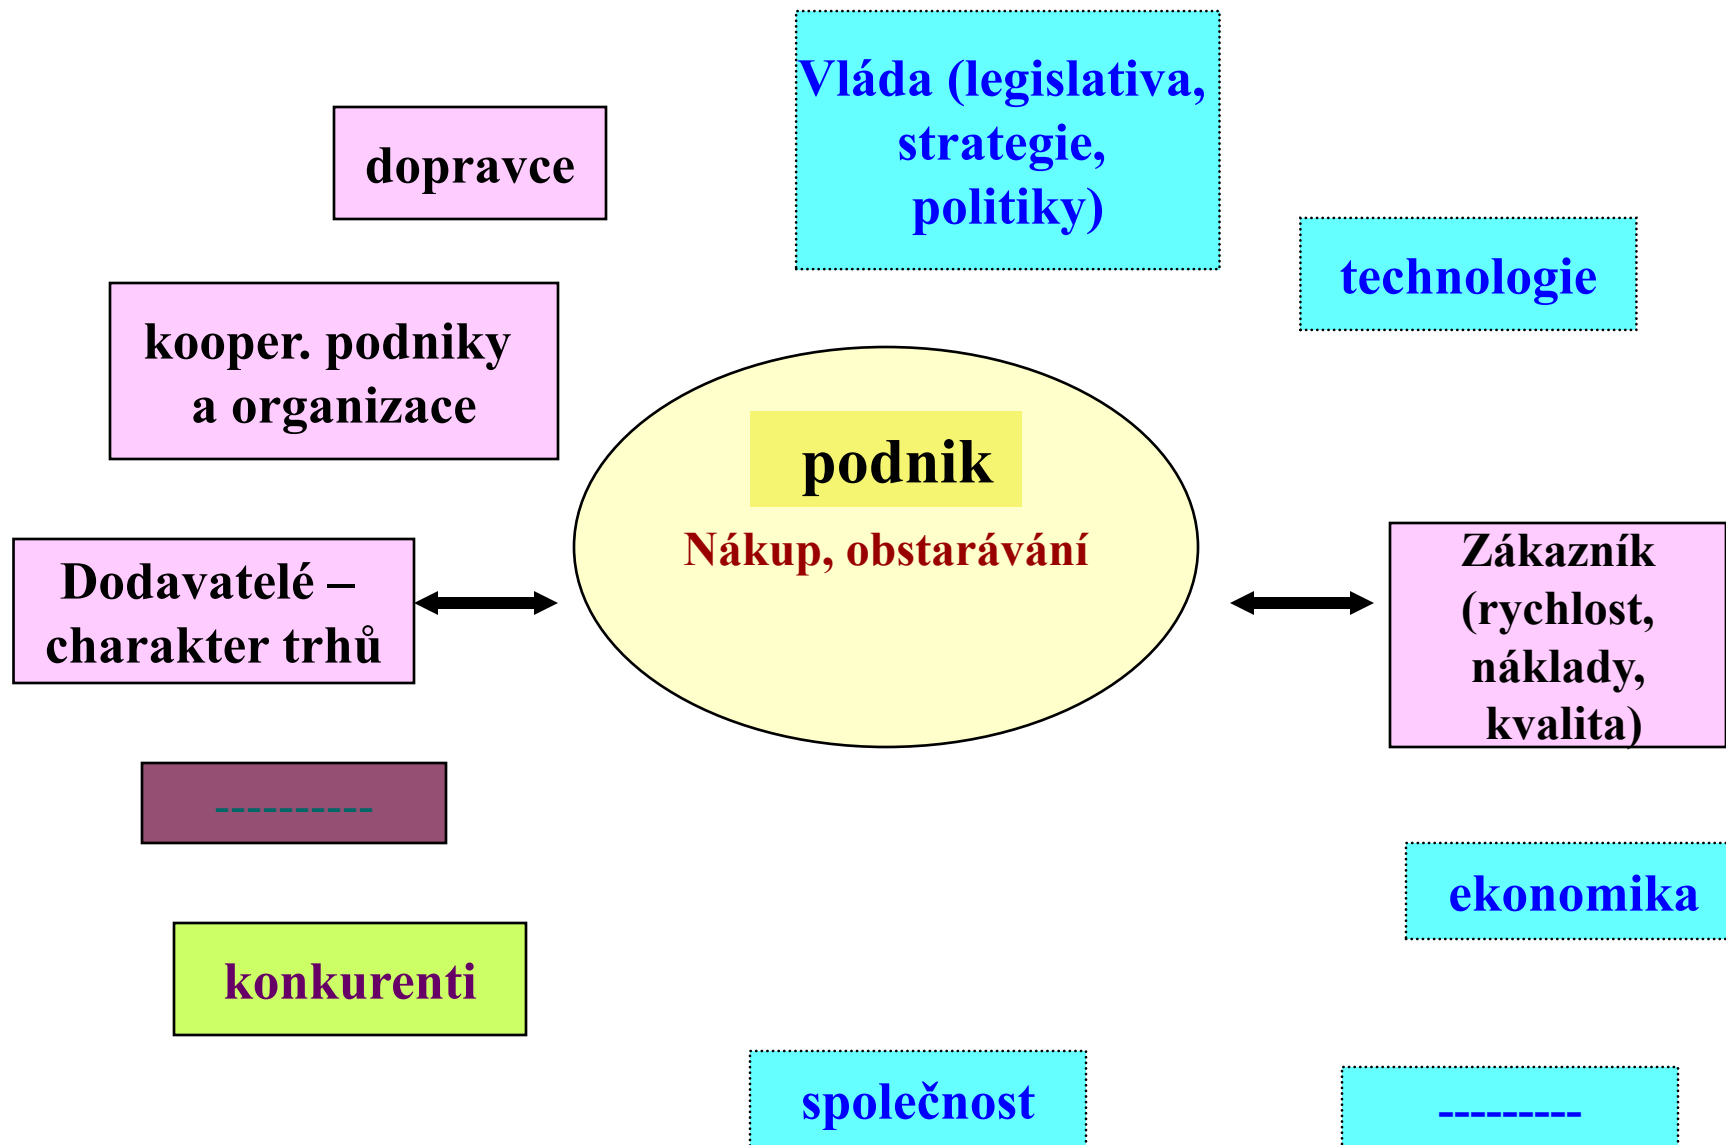 Vláda (legislativa,
strategie,
politiky)
dopravce
technologie
kooper. podniky
a organizace
podnik
Nákup, obstarávání
Dodavatelé –
charakter trhů
Zákazník
(rychlost,
náklady,
kvalita)
----------
ekonomika
konkurenti
společnost
---------